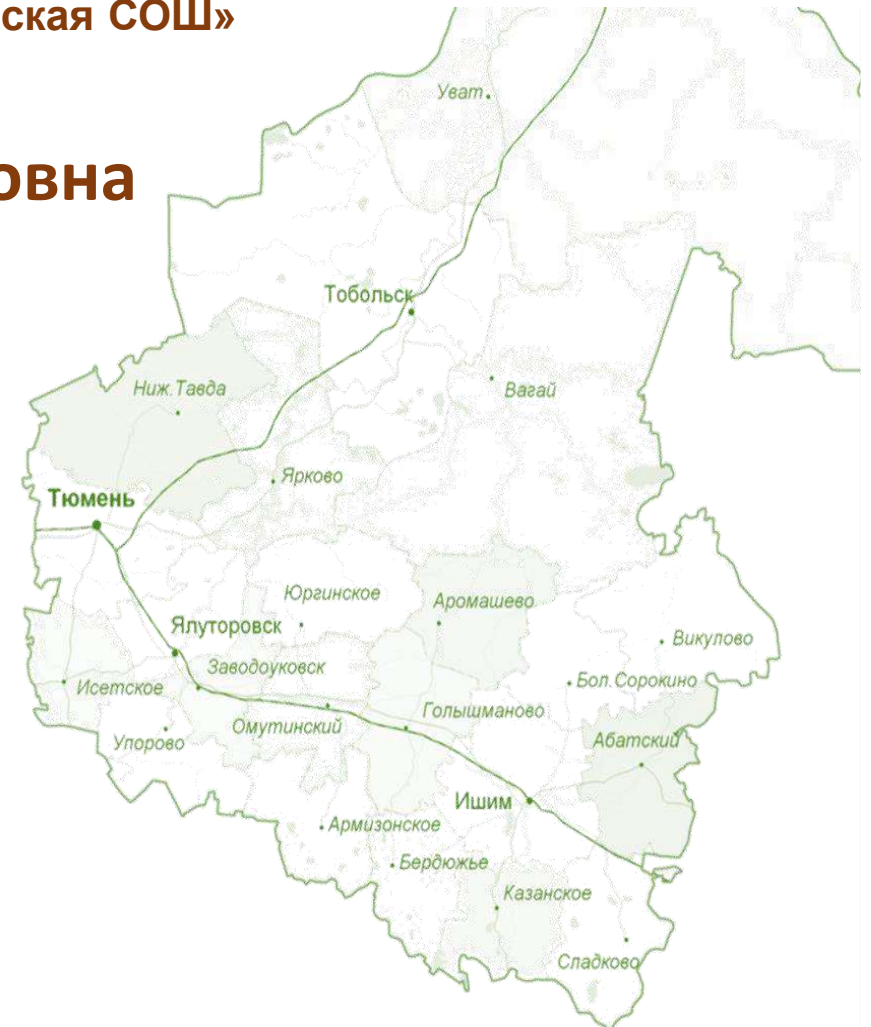 ская СОШ»
Уват
овна
Тобольск
Ниж.Тавда
Вагай
Ярково
Тюмень
Юргинское
Аромашево
Ялуторовск
Викулово
Заводоуковск
Исетское
Бол.Сорокино
Голышманово
Омутинский
Упорово
Абатский
Ишим
Армизонское
Бердюжье
Казанское
Сладково